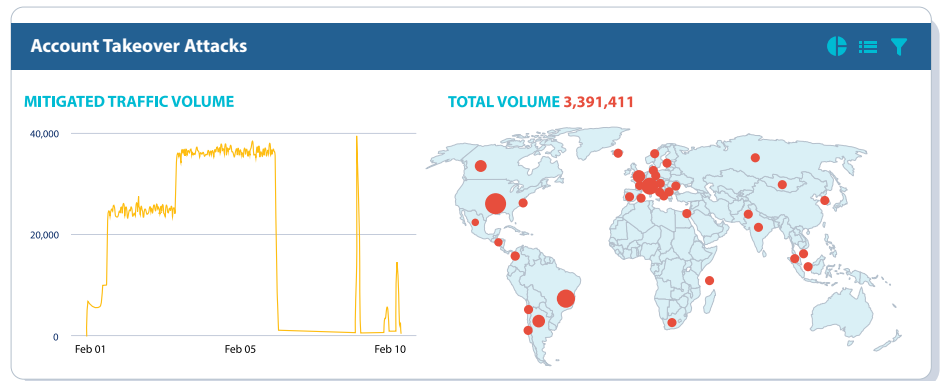 Account Takeover Attacks
MITIGATED TRAFFIC VOLUME
TOTAL VOLUME 3,391,411
40,000
20,000
0
Feb 01
Feb 05
Feb 10